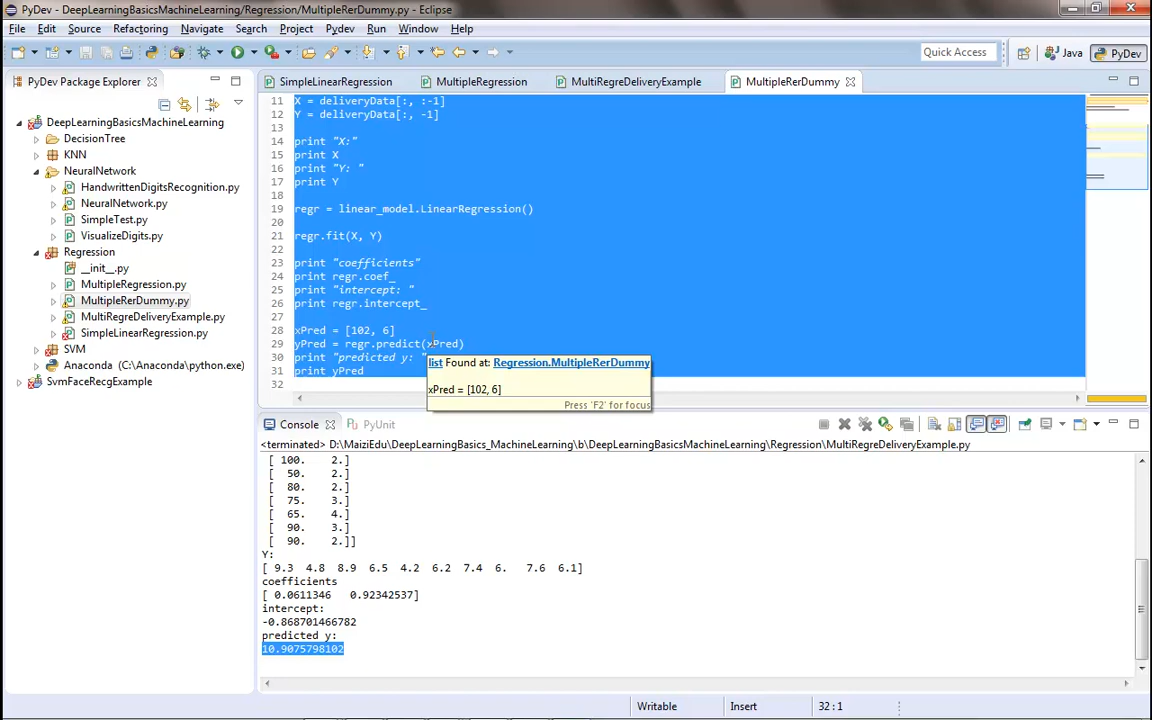 PyDev - DeepLearningBasicsMachineLearning/Regression/MultipleRerDummy.py - Eclipse
File Edit Source Refactoring Navigate Search Project Pydev Run Window Help
Quick Access Java PyDev
PyDev Package Explorer
DeepLearningBasicsMachineLearning
DecisionTree
KNN
NeuralNetwork
HandwrittenDigitsRecognition.py
NeuralNetwork.py
SimpleTest.py
VisualizeDigits.py
Regression
__init__.py
MultipleRegression.py
MultipleRerDummy.py
MultiRegreDeliveryExample.py
SimpleLinearRegression.py
SVM
Anaconda (C:\Anaconda\python.exe)
SvmFaceRecgExample
SimpleLinearRegression MultipleRegression MultiRegreDeliveryExample MultipleRerDummy
11 X = deliveryData[:, :-1]
12 Y = deliveryData[:, -1]
13
14 print "X:"
15 print X
16 print "Y: "
17 print Y
18
19 regr = linear_model.LinearRegression()
20
21 regr.fit(X, Y)
22
23 print "coefficients"
24 print regr.coef_
25 print "intercept: "
26 print regr.intercept_
27
28 xPred = [102, 6]
29 yPred = regr.predict(xPred)
30 print "predicted y: "
31 print yPred
32
list Found at: Regression.MultipleRerDummy
xPred = [102, 6]
Press 'F2' for focus
Console PyUnit
<terminated> D:\MaiziEdu\DeepLearningBasics_MachineLearning\b\DeepLearningBasicsMachineLearning\Regression\MultiRegreDeliveryExample.py
[ 100. 2.]
[ 50. 2.]
[ 80. 2.]
[ 75. 3.]
[ 65. 4.]
[ 90. 3.]
[ 90. 2.]]
Y:
[ 9.3 4.8 8.9 6.5 4.2 6.2 7.4 6. 7.6 6.1]
coefficients
[ 0.0611346 0.92342537]
intercept:
-0.868701466782
predicted y:
10.9075798102
Writable Insert 32 : 1